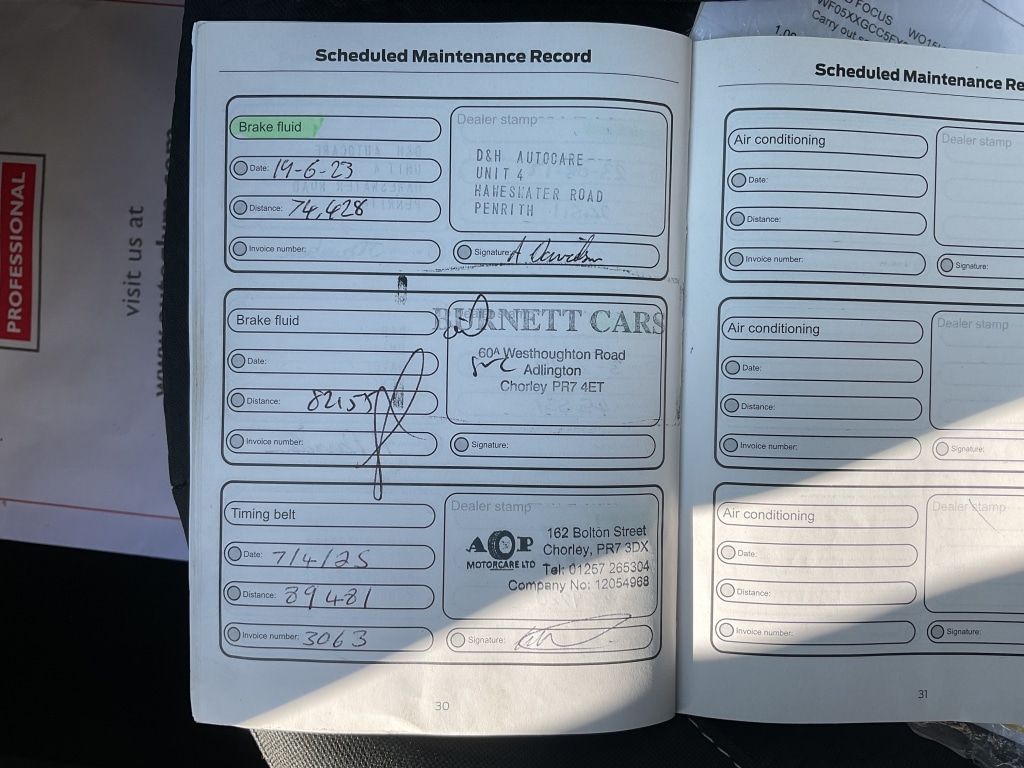 PROFESSIONAL
visit us at
FOCUS
Carry out
Scheduled Maintenance Record
Brake fluid
Date: 19-6-23
Distance: 74,428
Invoice number:
Dealer stamp
D&H AUTOCARE
UNIT 4
HAWESWATER ROAD
PENRITH
Signature:
Brake fluid
Date:
Distance: 82155
Invoice number:
BURNETT CARS
60A Westhoughton Road
Adlington
Chorley PR7 4ET
Signature:
Timing belt
Date: 7/4/25
Distance: 89481
Invoice number: 3063
Dealer stamp
AOP
MOTORCARE LTD
162 Bolton Street
Chorley, PR7 3DX
Tel: 01257 265304
Company No: 12054968
Signature:
30
Scheduled Maintenance Re
Air conditioning
Date:
Distance:
Invoice number:
Dealer stamp
Signature:
Air conditioning
Date:
Distance:
Invoice number:
Dealer stamp
Signature:
Air conditioning
Date:
Distance:
Invoice number:
Dealer stamp
Signature:
31